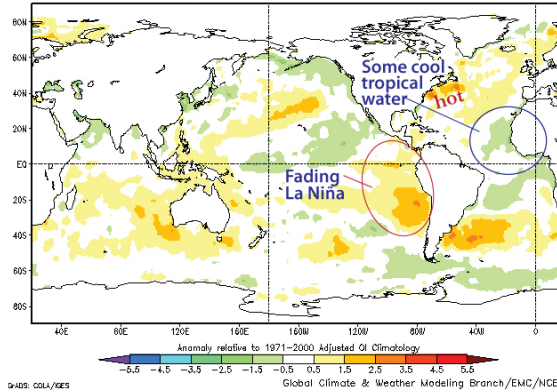 80N
60N
40N
20N
EQ
20S
40S
60S
80S
Some cool
tropical
water
hot
Fading
La Niña
40E
80E
120E
160E
160W
120W
80W
40W
0
Anomaly relative to 1971-2000 Adjusted OI Climatology
-5.5 -4.5 -3.5 -2.5 -1.5 -0.5 0.5 1.5 2.5 3.5 4.5 5.5
GrADS: COLA/IGES
Global Climate & Weather Modeling Branch/EMC/NCE